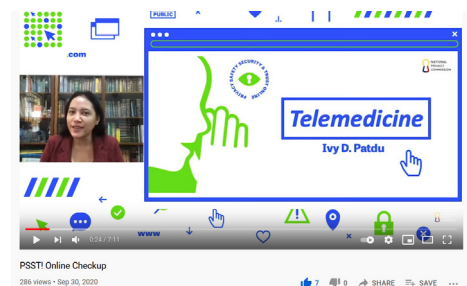 PUBLIC
.com
PRIVACY SAFETY SECURITY & TRUST ONLINE
NATIONAL
PRIVACY
COMMISSION
Telemedicine
Ivy D. Patdu
www
0:24 / 7:11
PSST! Online Checkup
286 views • Sep 30, 2020
7
0
SHARE
SAVE